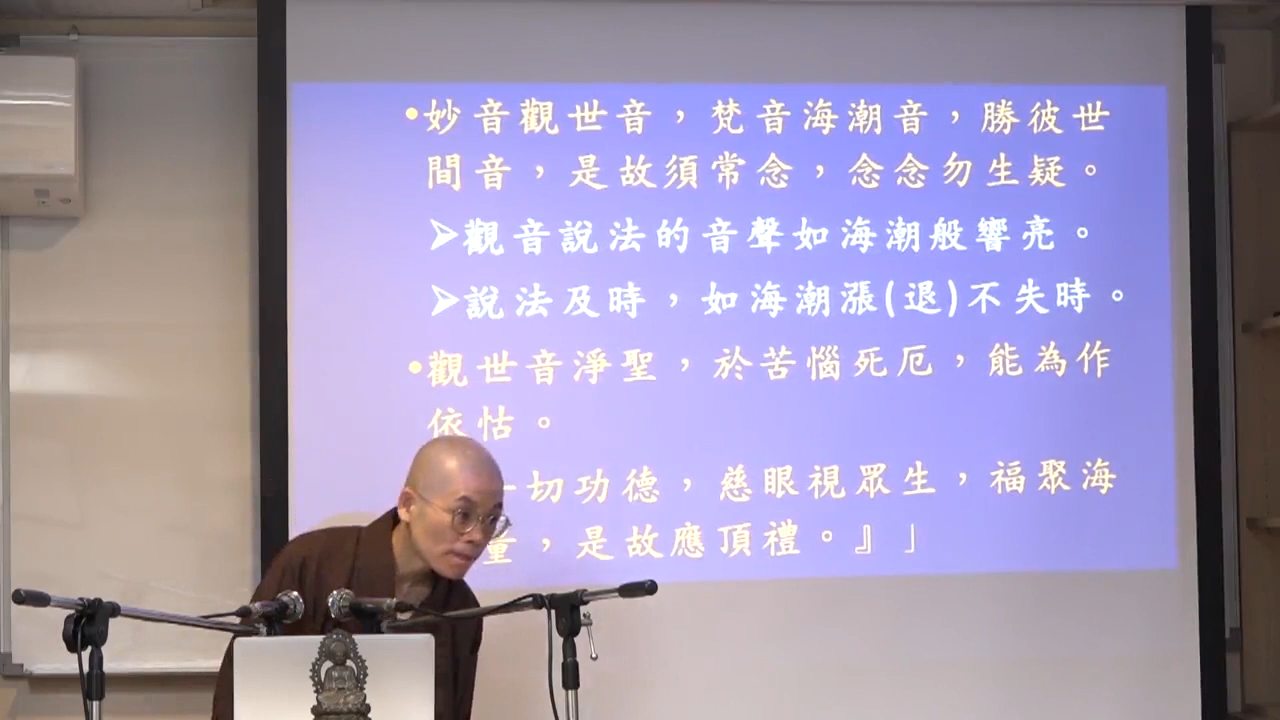 •妙音觀世音，梵音海潮音，勝彼世
間音，是故須常念，念念勿生疑。
➢觀音說法的音聲如海潮般響亮。
➢說法及時，如海潮漲(退)不失時。
•觀世音淨聖，於苦惱死厄，能為作
依怙。
一切功德，慈眼視眾生，福聚海
量，是故應頂禮。』」